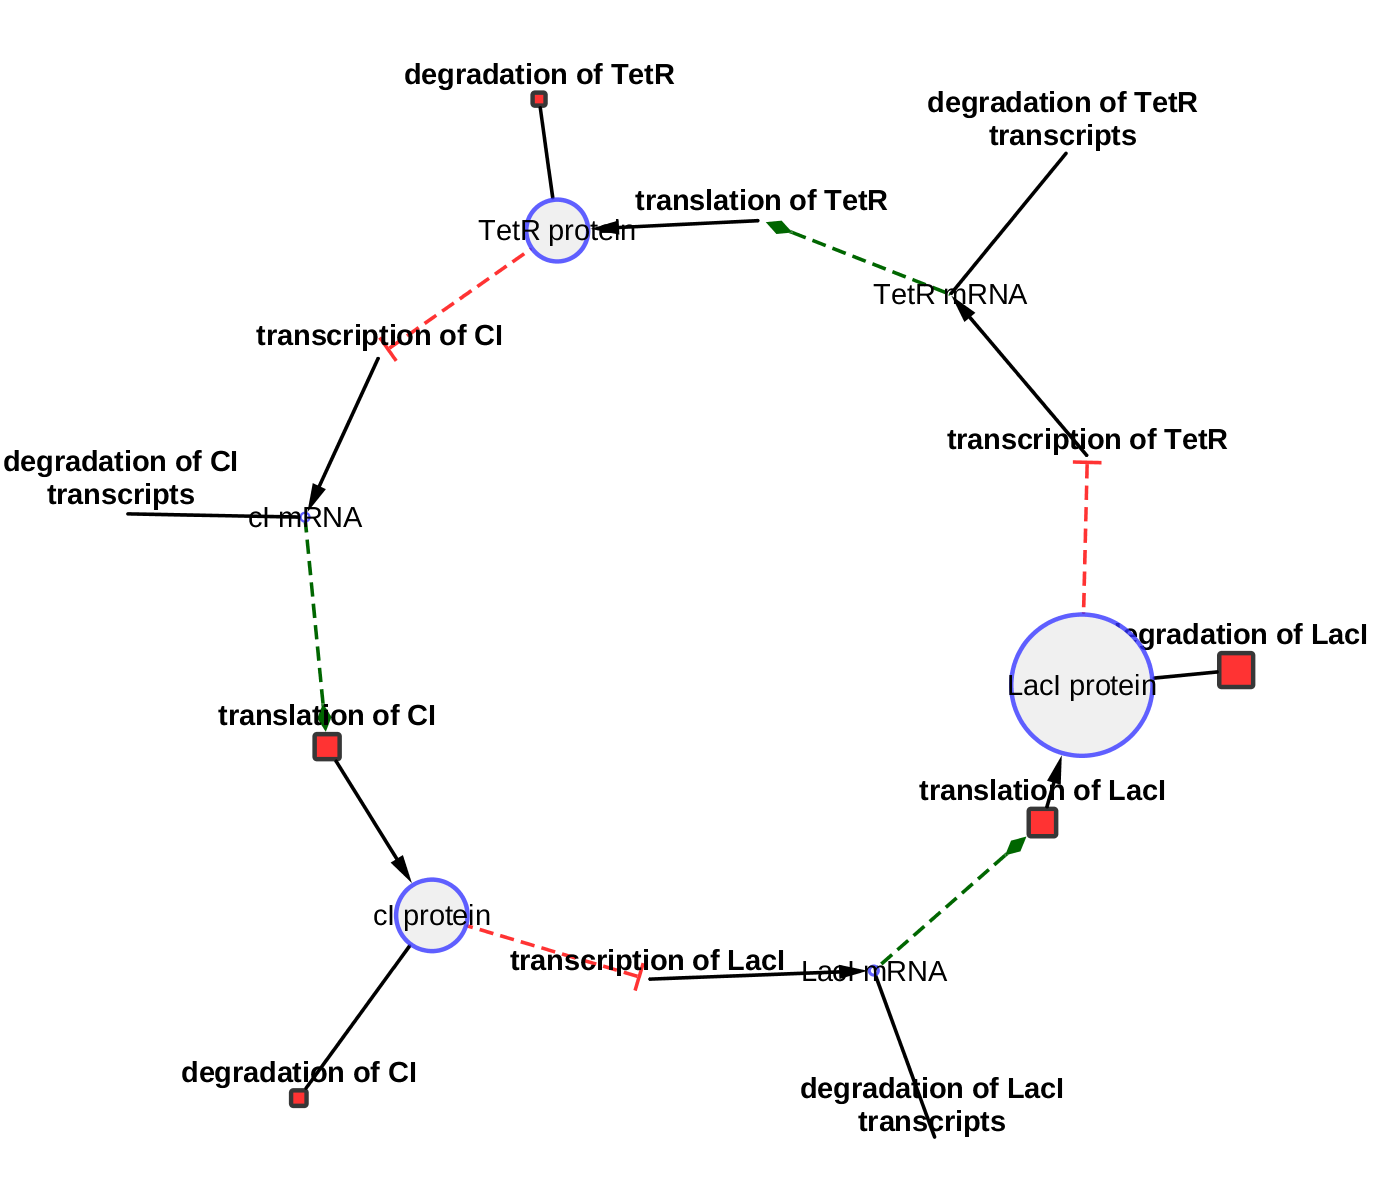 degradation of TetR
degradation of TetR
transcripts
translation of TetR
TetR protein
TetR mRNA
transcription of CI
transcription of TetR
degradation of CI
transcripts
cI mRNA
degradation of LacI
LacI protein
translation of CI
translation of LacI
cI protein
transcription of LacI
LacI mRNA
degradation of CI
degradation of LacI
transcripts